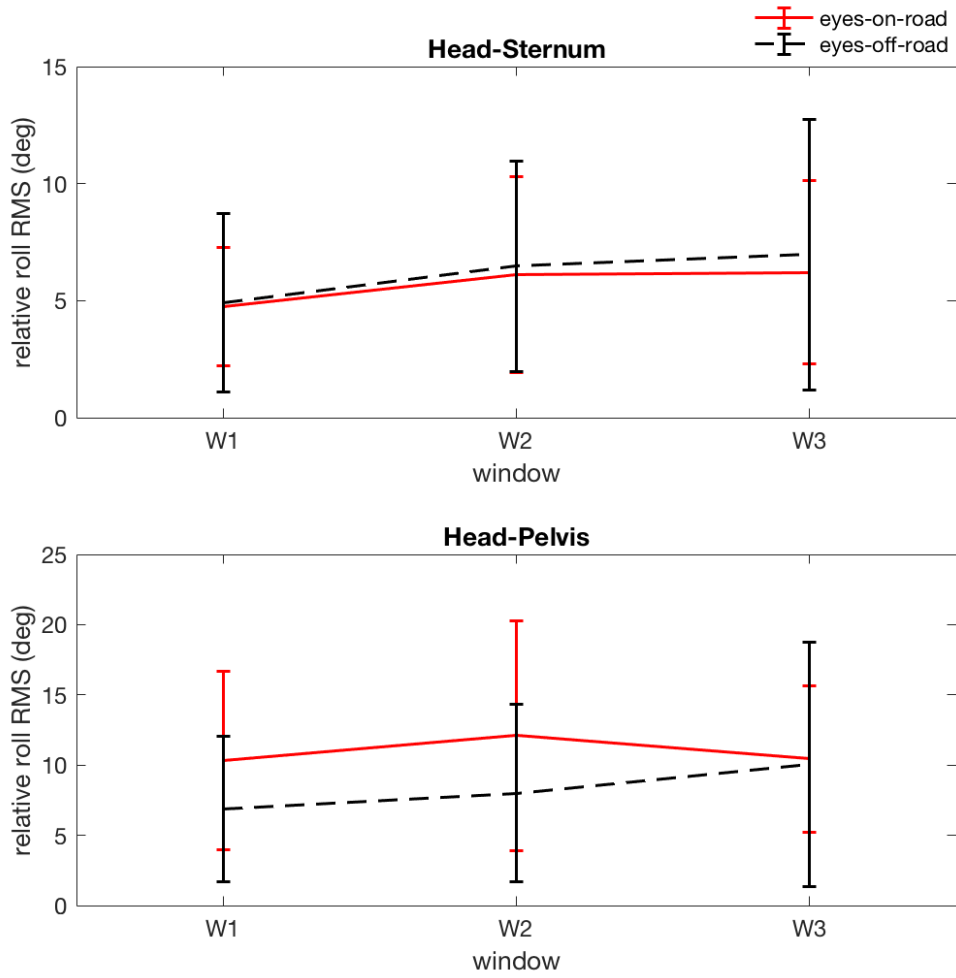 eyes-on-road
eyes-off-road
Head-Sternum
relative roll RMS (deg)
15
10
5
0
W1 W2 W3
window
Head-Pelvis
relative roll RMS (deg)
25
20
15
10
5
0
W1 W2 W3
window